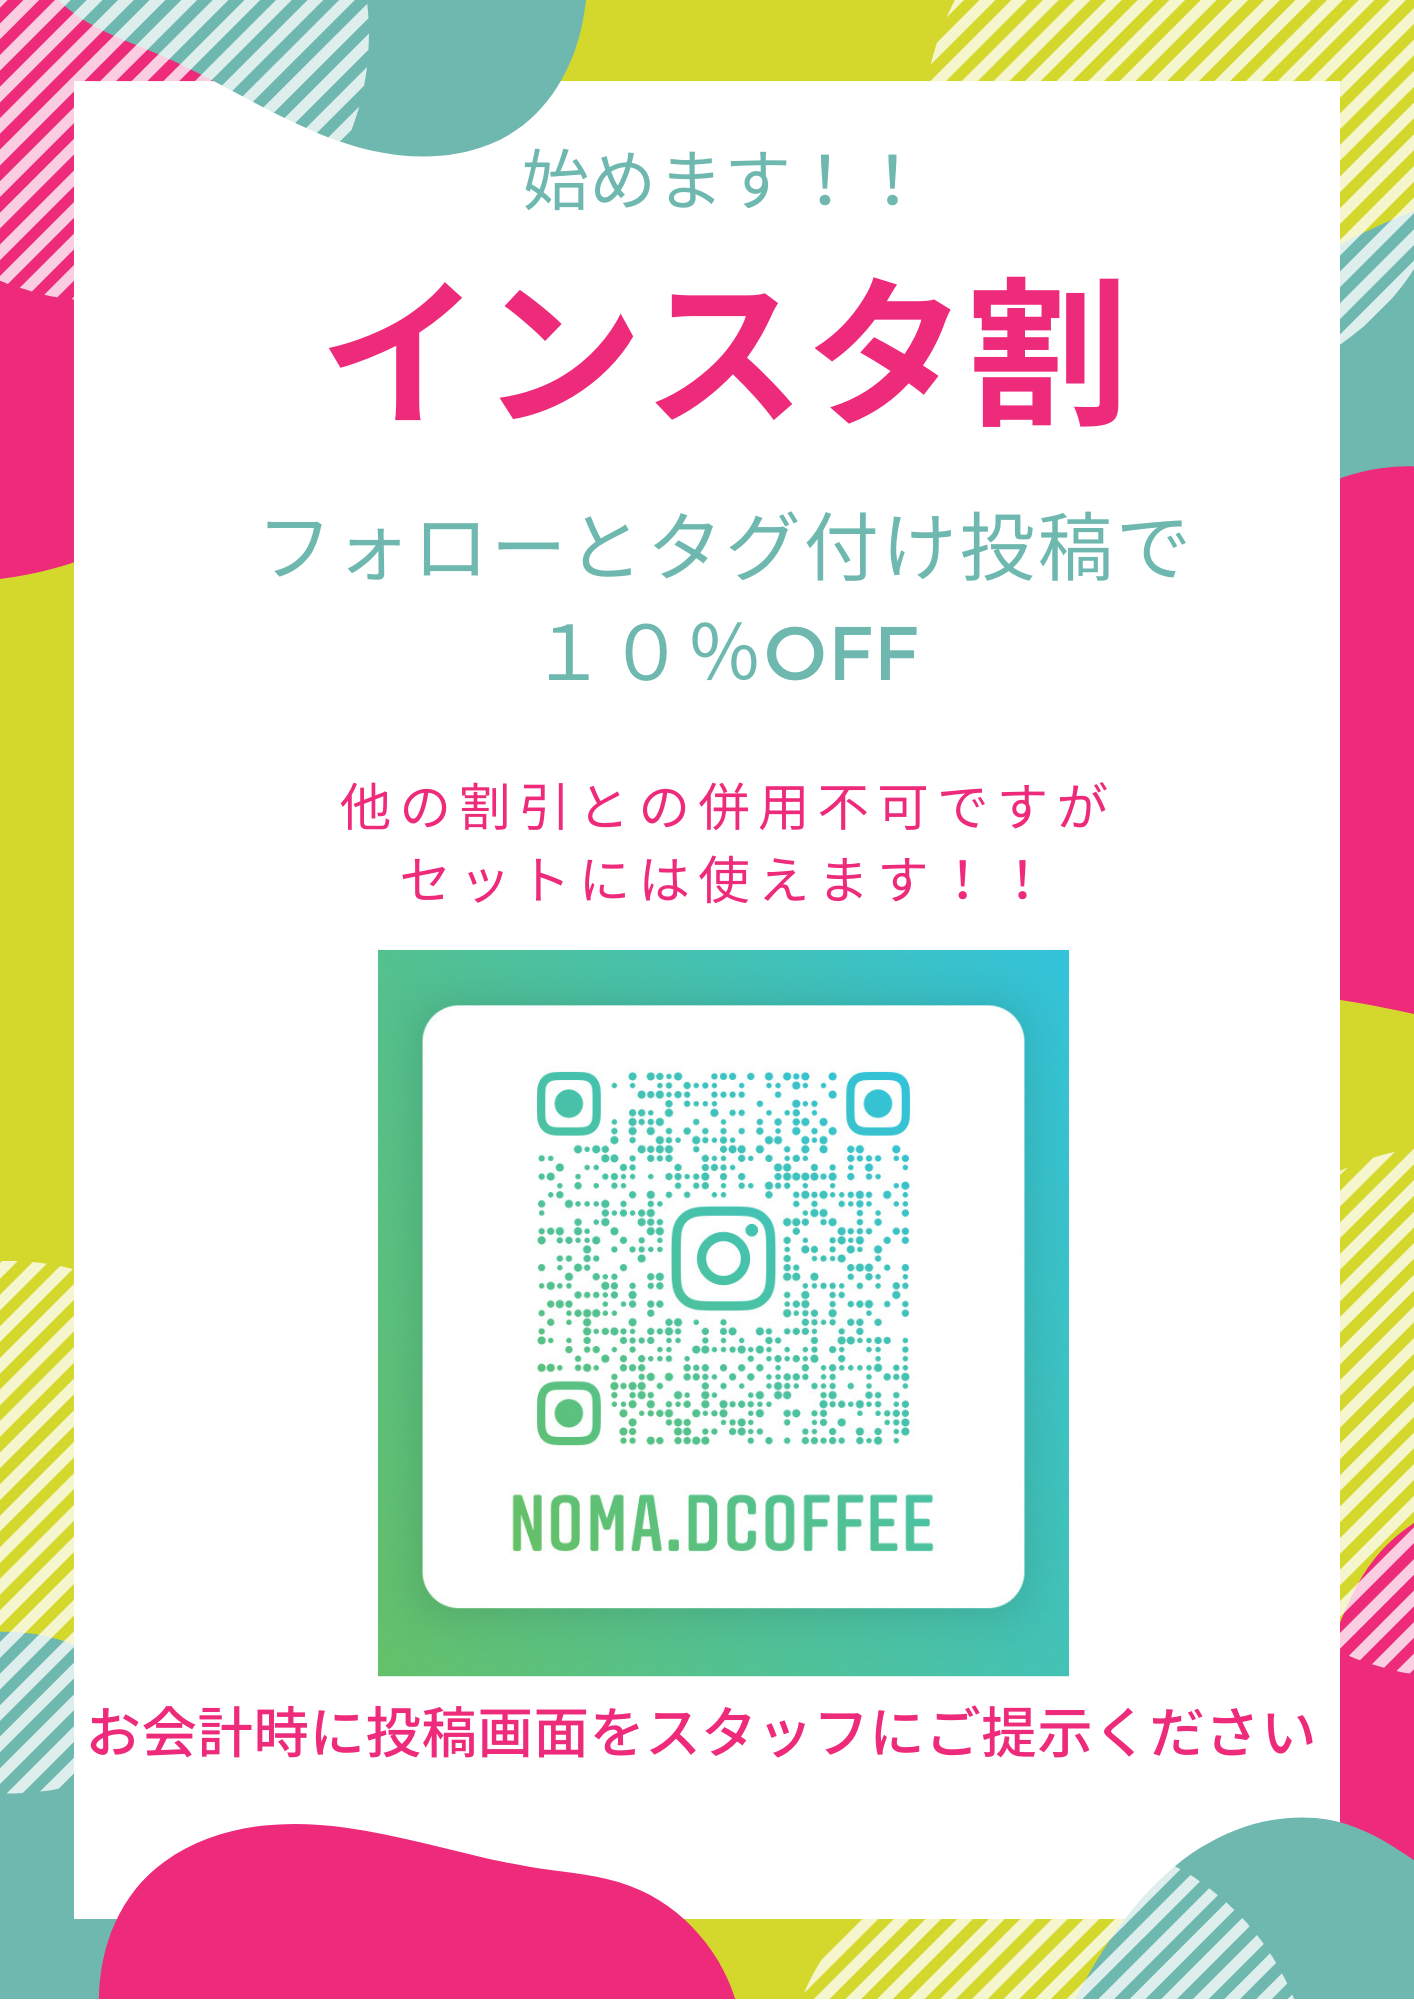 始めます！！
インスタ割
フォローとタグ付け投稿で
１０％OFF
他の割引との併用不可ですが
セットには使えます！！
NOMA.DCOFFEE
お会計時に投稿画面をスタッフにご提示ください